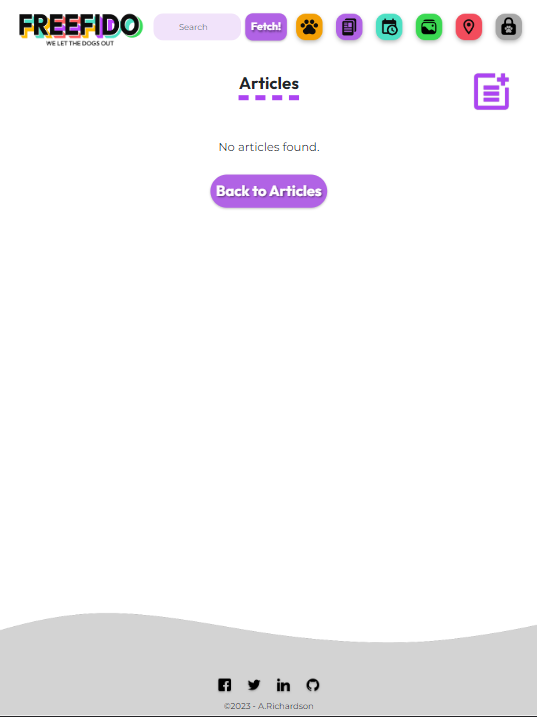 FREEFIDO
WE LET THE DOGS OUT
Search
Fetch!
Articles
No articles found.
Back to Articles
©2023 - A.Richardson